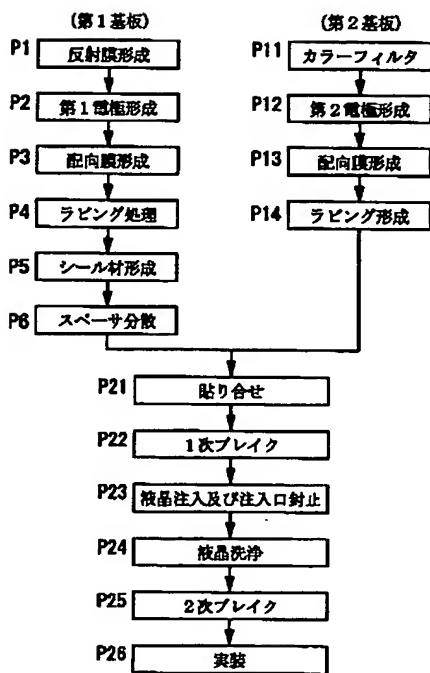 (第1基板)
P1 反射膜形成
P2 第1電極形成
P3 配向膜形成
P4 ラビング処理
P5 シール材形成
P6 スペーサ分散
(第2基板)
P11 カラーフィルタ
P12 第2電極形成
P13 配向膜形成
P14 ラビング形成
P21 貼り合せ
P22 1次ブレイク
P23 液晶注入及び注入口封止
P24 液晶洗浄
P25 2次ブレイク
P26 実装